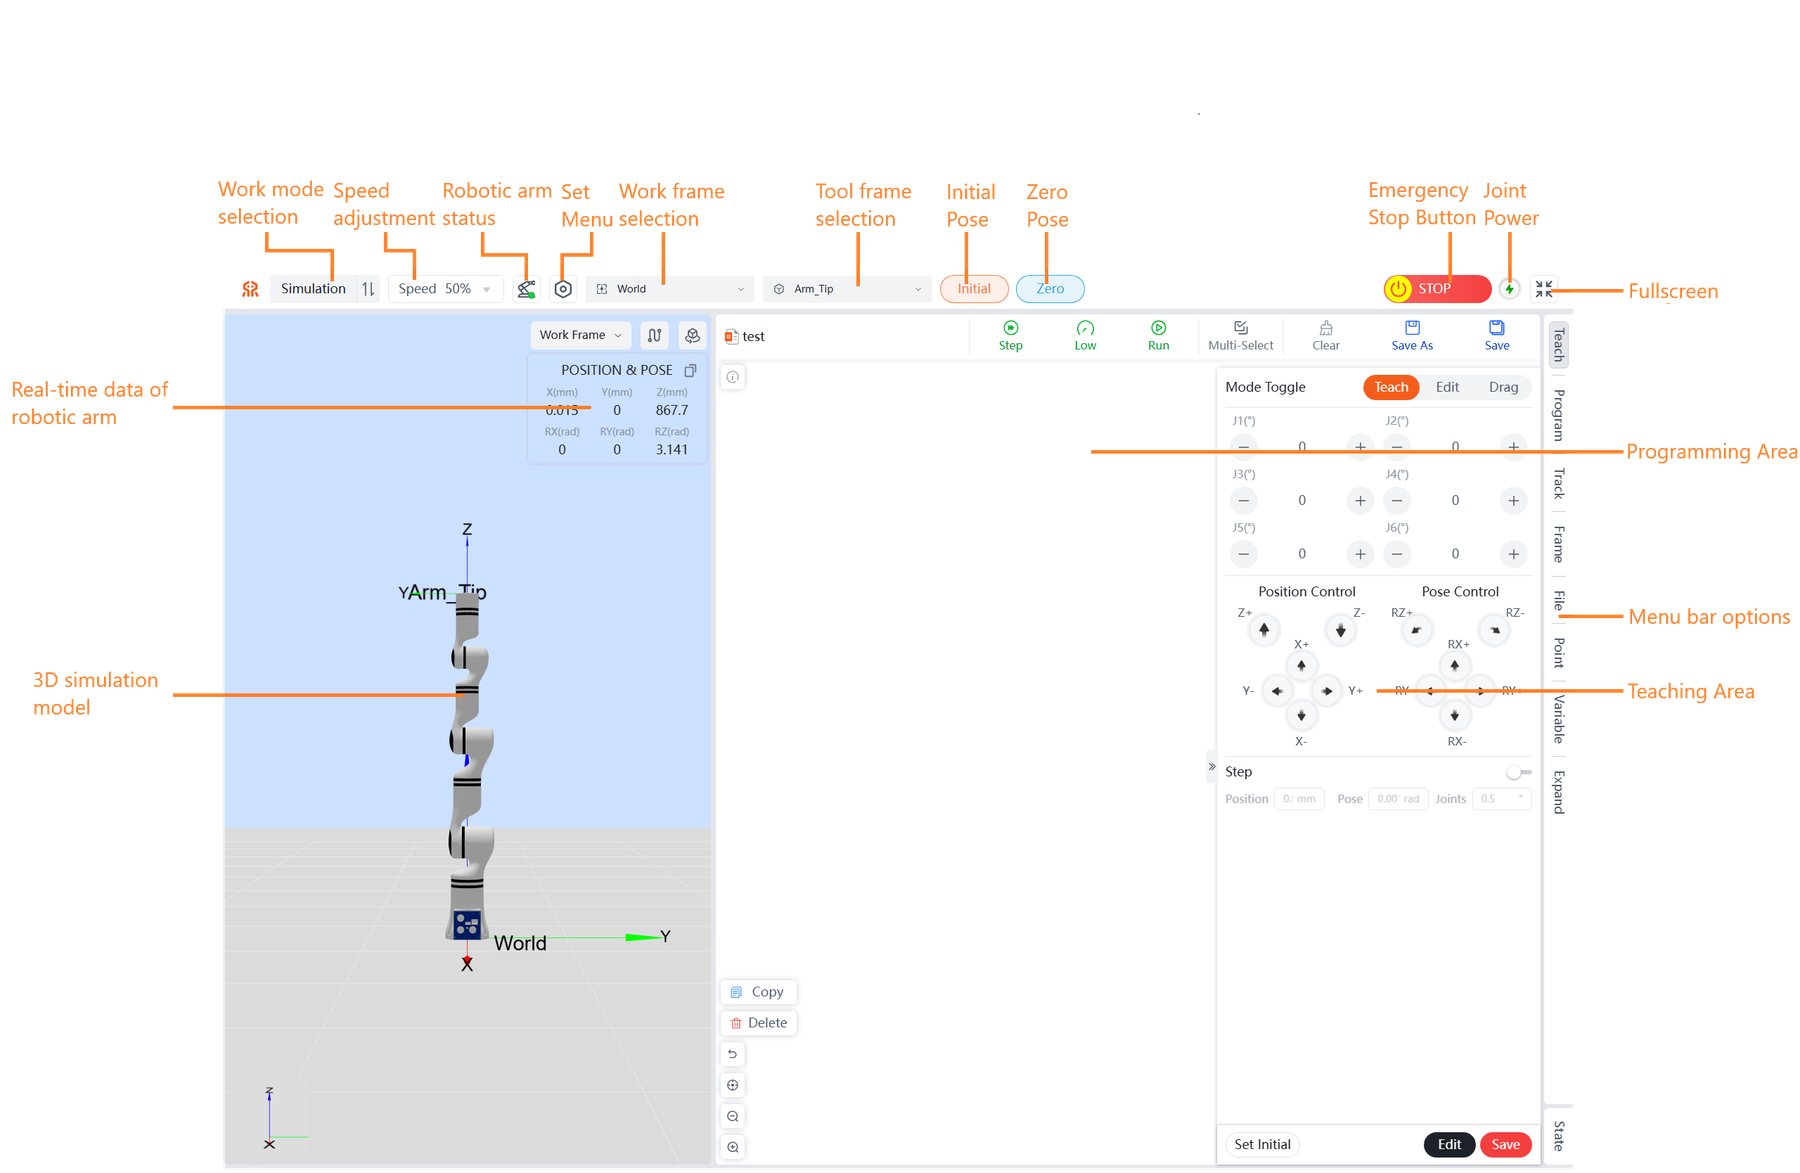 Work mode
selection
Speed
adjustment
Robotic arm
status
Set
Menu
Work frame
selection
Tool frame
selection
Initial
Pose
Zero
Pose
Emergency
Stop Button
Joint
Power
Simulation
Speed 50%
World
Arm_Tip
Initial
Zero
STOP
Fullscreen
Work Frame
test
Step
Low
Run
Multi-Select
Clear
Save As
Save
POSITION & POSE
X(mm) Y(mm) Z(mm)
0.015 0 867.7
RX(rad) RY(rad) RZ(rad)
0 0 3.141
Real-time data of
robotic arm
Z
Y
Arm_Tip
3D simulation
model
World
Y
X
Z
X
Copy
Delete
Mode Toggle
Teach
Edit
Drag
J1(°) J2(°)
− 0 + − 0 +
J3(°) J4(°)
− 0 + − 0 +
J5(°) J6(°)
− 0 + − 0 +
Position Control
Pose Control
Z+ Z- RZ+ RZ-
X+ RX+
Y- Y+ RY- RY+
X- RX-
Step
Position mm Pose rad Joints 0.5 °
Set Initial
Edit
Save
Teach
Program
Track
Frame
File
Point
Variable
Expand
State
Programming Area
Menu bar options
Teaching Area